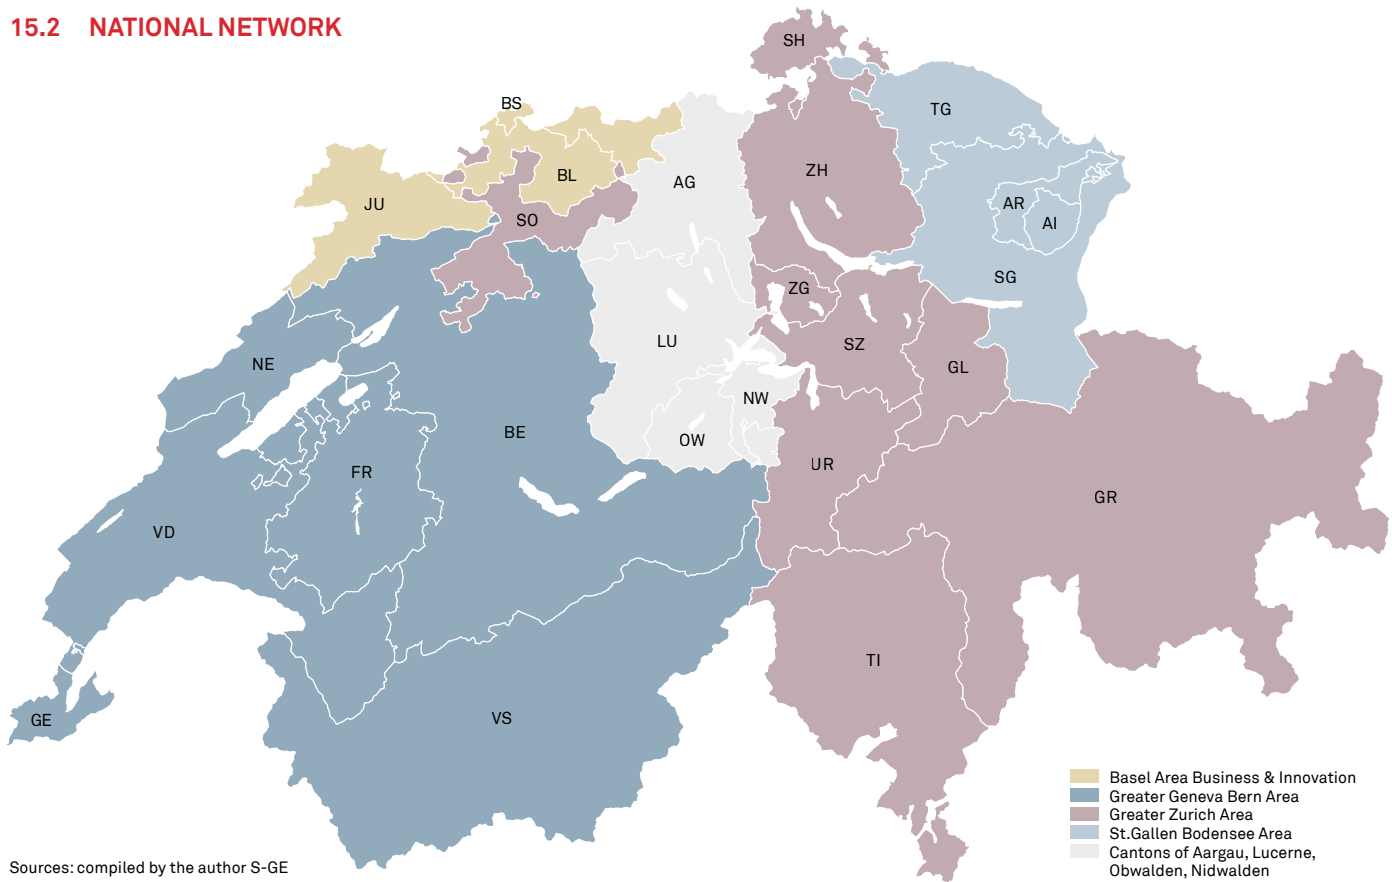 15.2 NATIONAL NETWORK
SH
BS
TG
ZH
BL
AG
JU
AR
SO
AI
SG
ZG
LU
SZ
NE
GL
NW
BE
OW
UR
FR
GR
VD
TI
GE
VS
Basel Area Business & Innovation
Greater Geneva Bern Area
Greater Zurich Area
St.Gallen Bodensee Area
Cantons of Aargau, Lucerne,
Obwalden, Nidwalden
Sources: compiled by the author S-GE